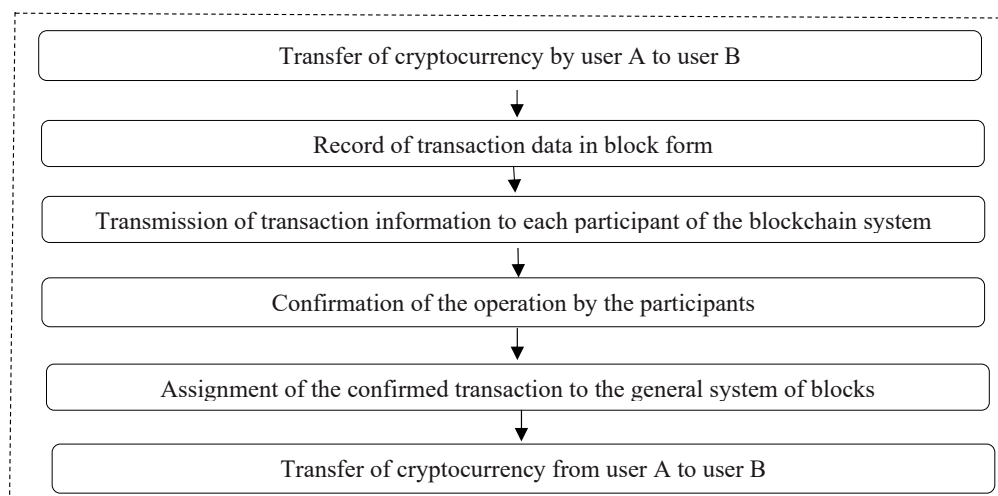 Transfer of cryptocurrency by user A to user B
Record of transaction data in block form
Transmission of transaction information to each participant of the blockchain system
Confirmation of the operation by the participants
Assignment of the confirmed transaction to the general system of blocks
Transfer of cryptocurrency from user A to user B